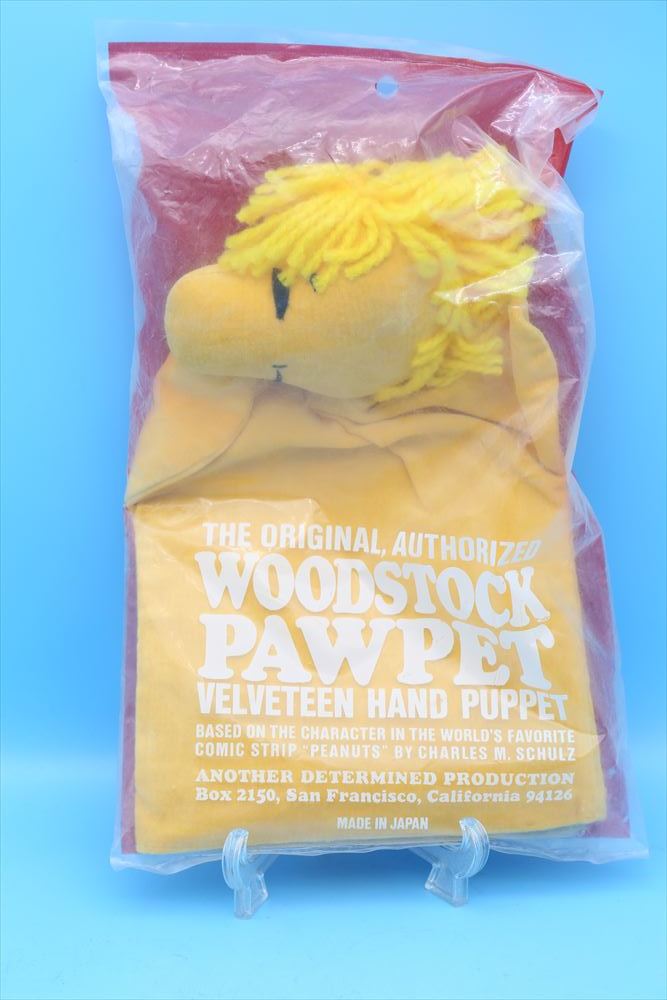 THE ORIGINAL, AUTHORIZED
WOODSTOCK
PAWPET
VELVETEEN HAND PUPPET
BASED ON THE CHARACTER IN THE WORLD'S FAVORITE
COMIC STRIP "PEANUTS" BY CHARLES M. SCHULZ
ANOTHER DETERMINED PRODUCTION
Box 2150, San Francisco, California 94126
MADE IN JAPAN